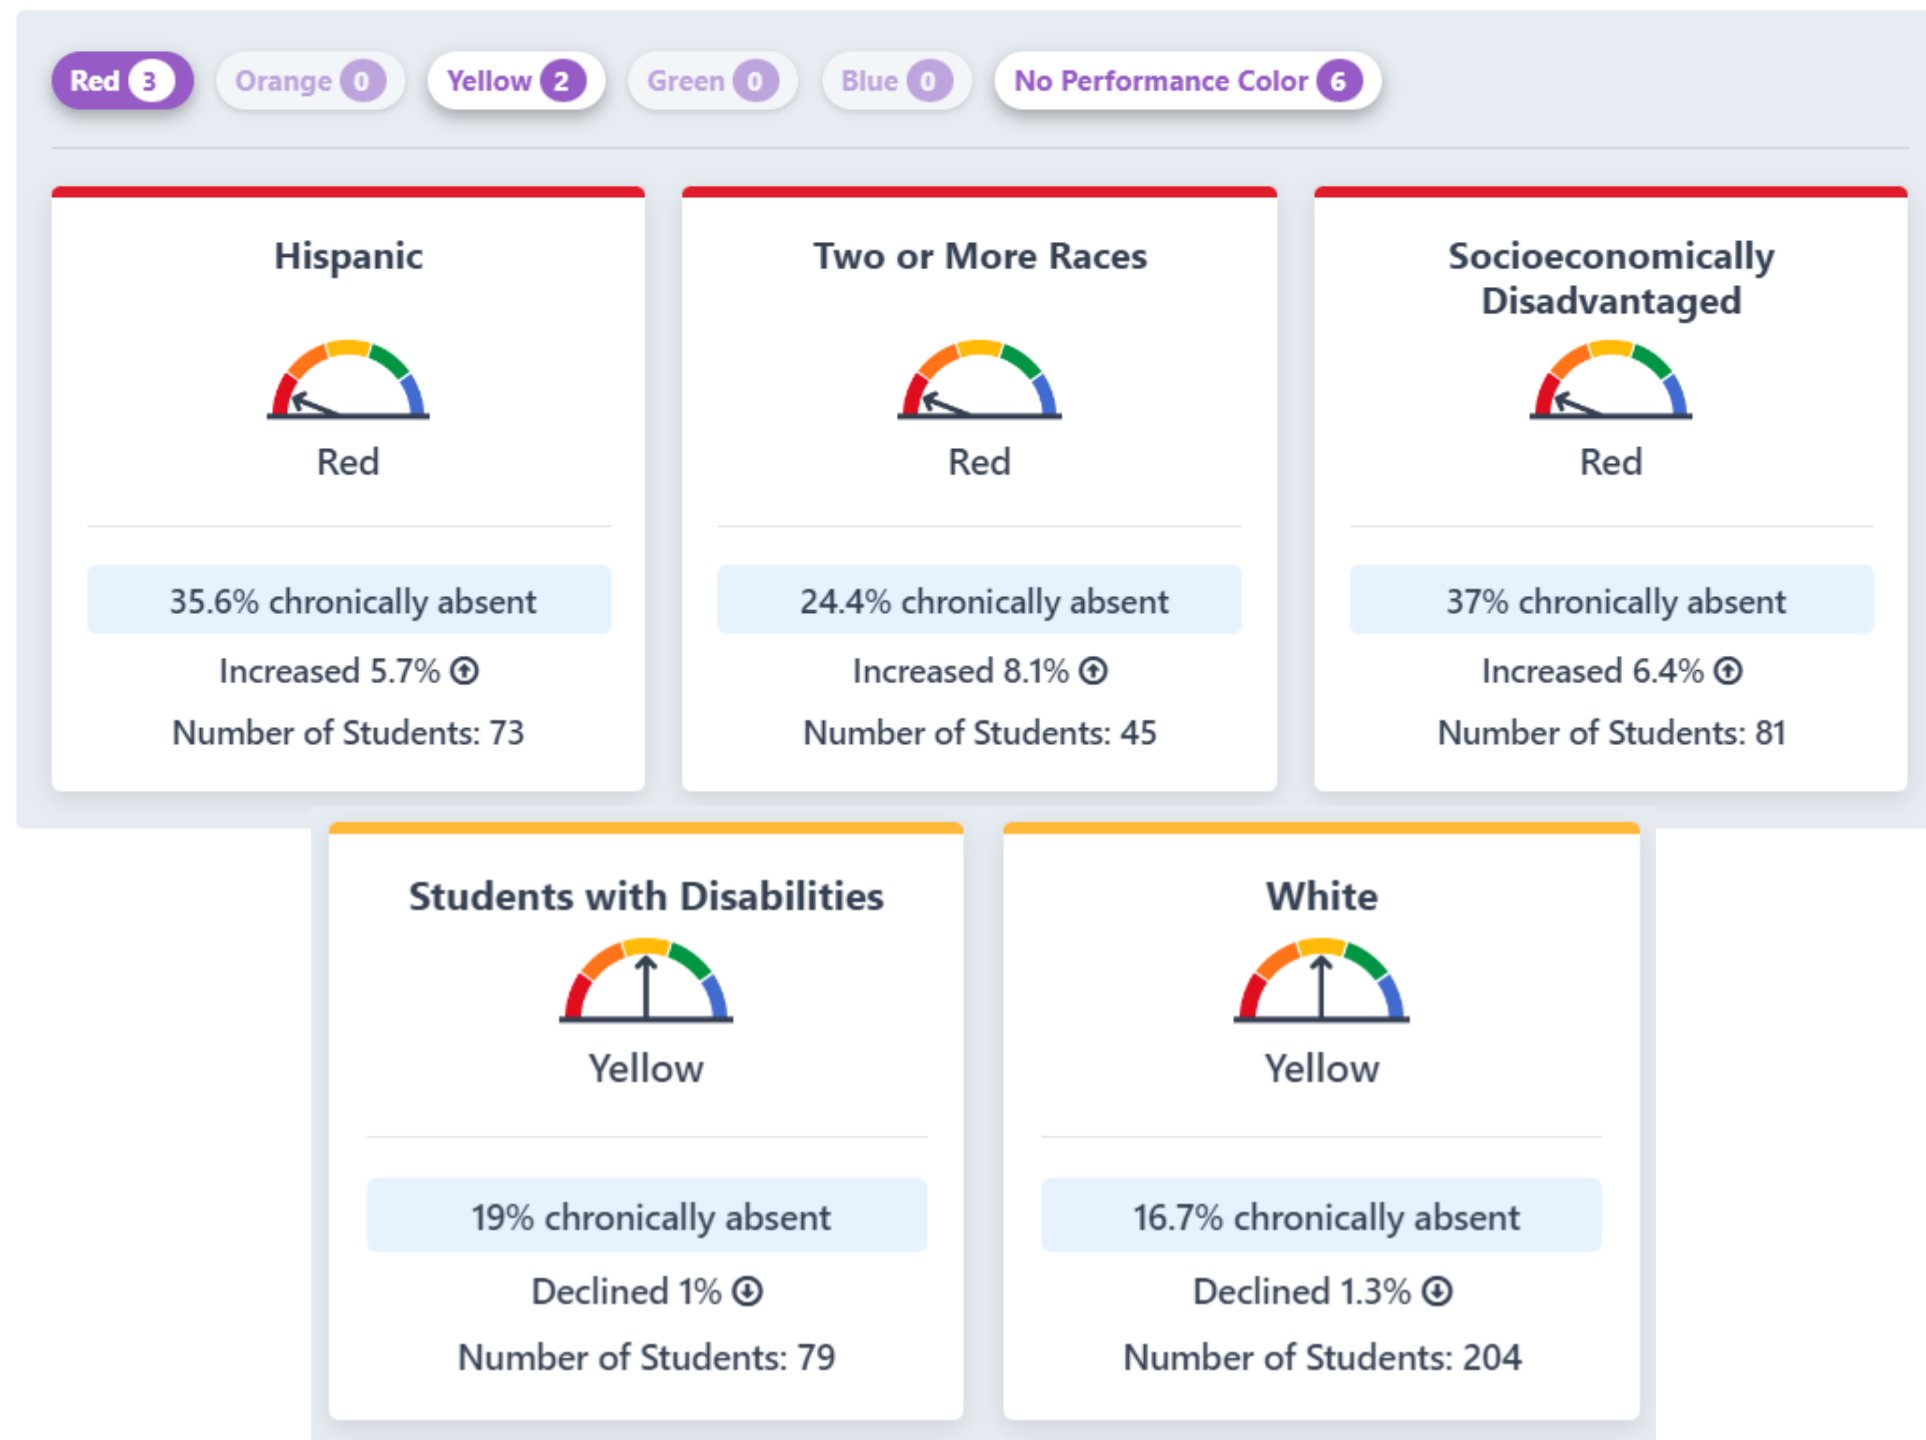 Red 3 Orange 0 Yellow 2 Green 0 Blue 0 No Performance Color 6
Hispanic
Red
35.6% chronically absent
Increased 5.7%
Number of Students: 73
Two or More Races
Red
24.4% chronically absent
Increased 8.1%
Number of Students: 45
Socioeconomically
Disadvantaged
Red
37% chronically absent
Increased 6.4%
Number of Students: 81
Students with Disabilities
Yellow
19% chronically absent
Declined 1%
Number of Students: 79
White
Yellow
16.7% chronically absent
Declined 1.3%
Number of Students: 204